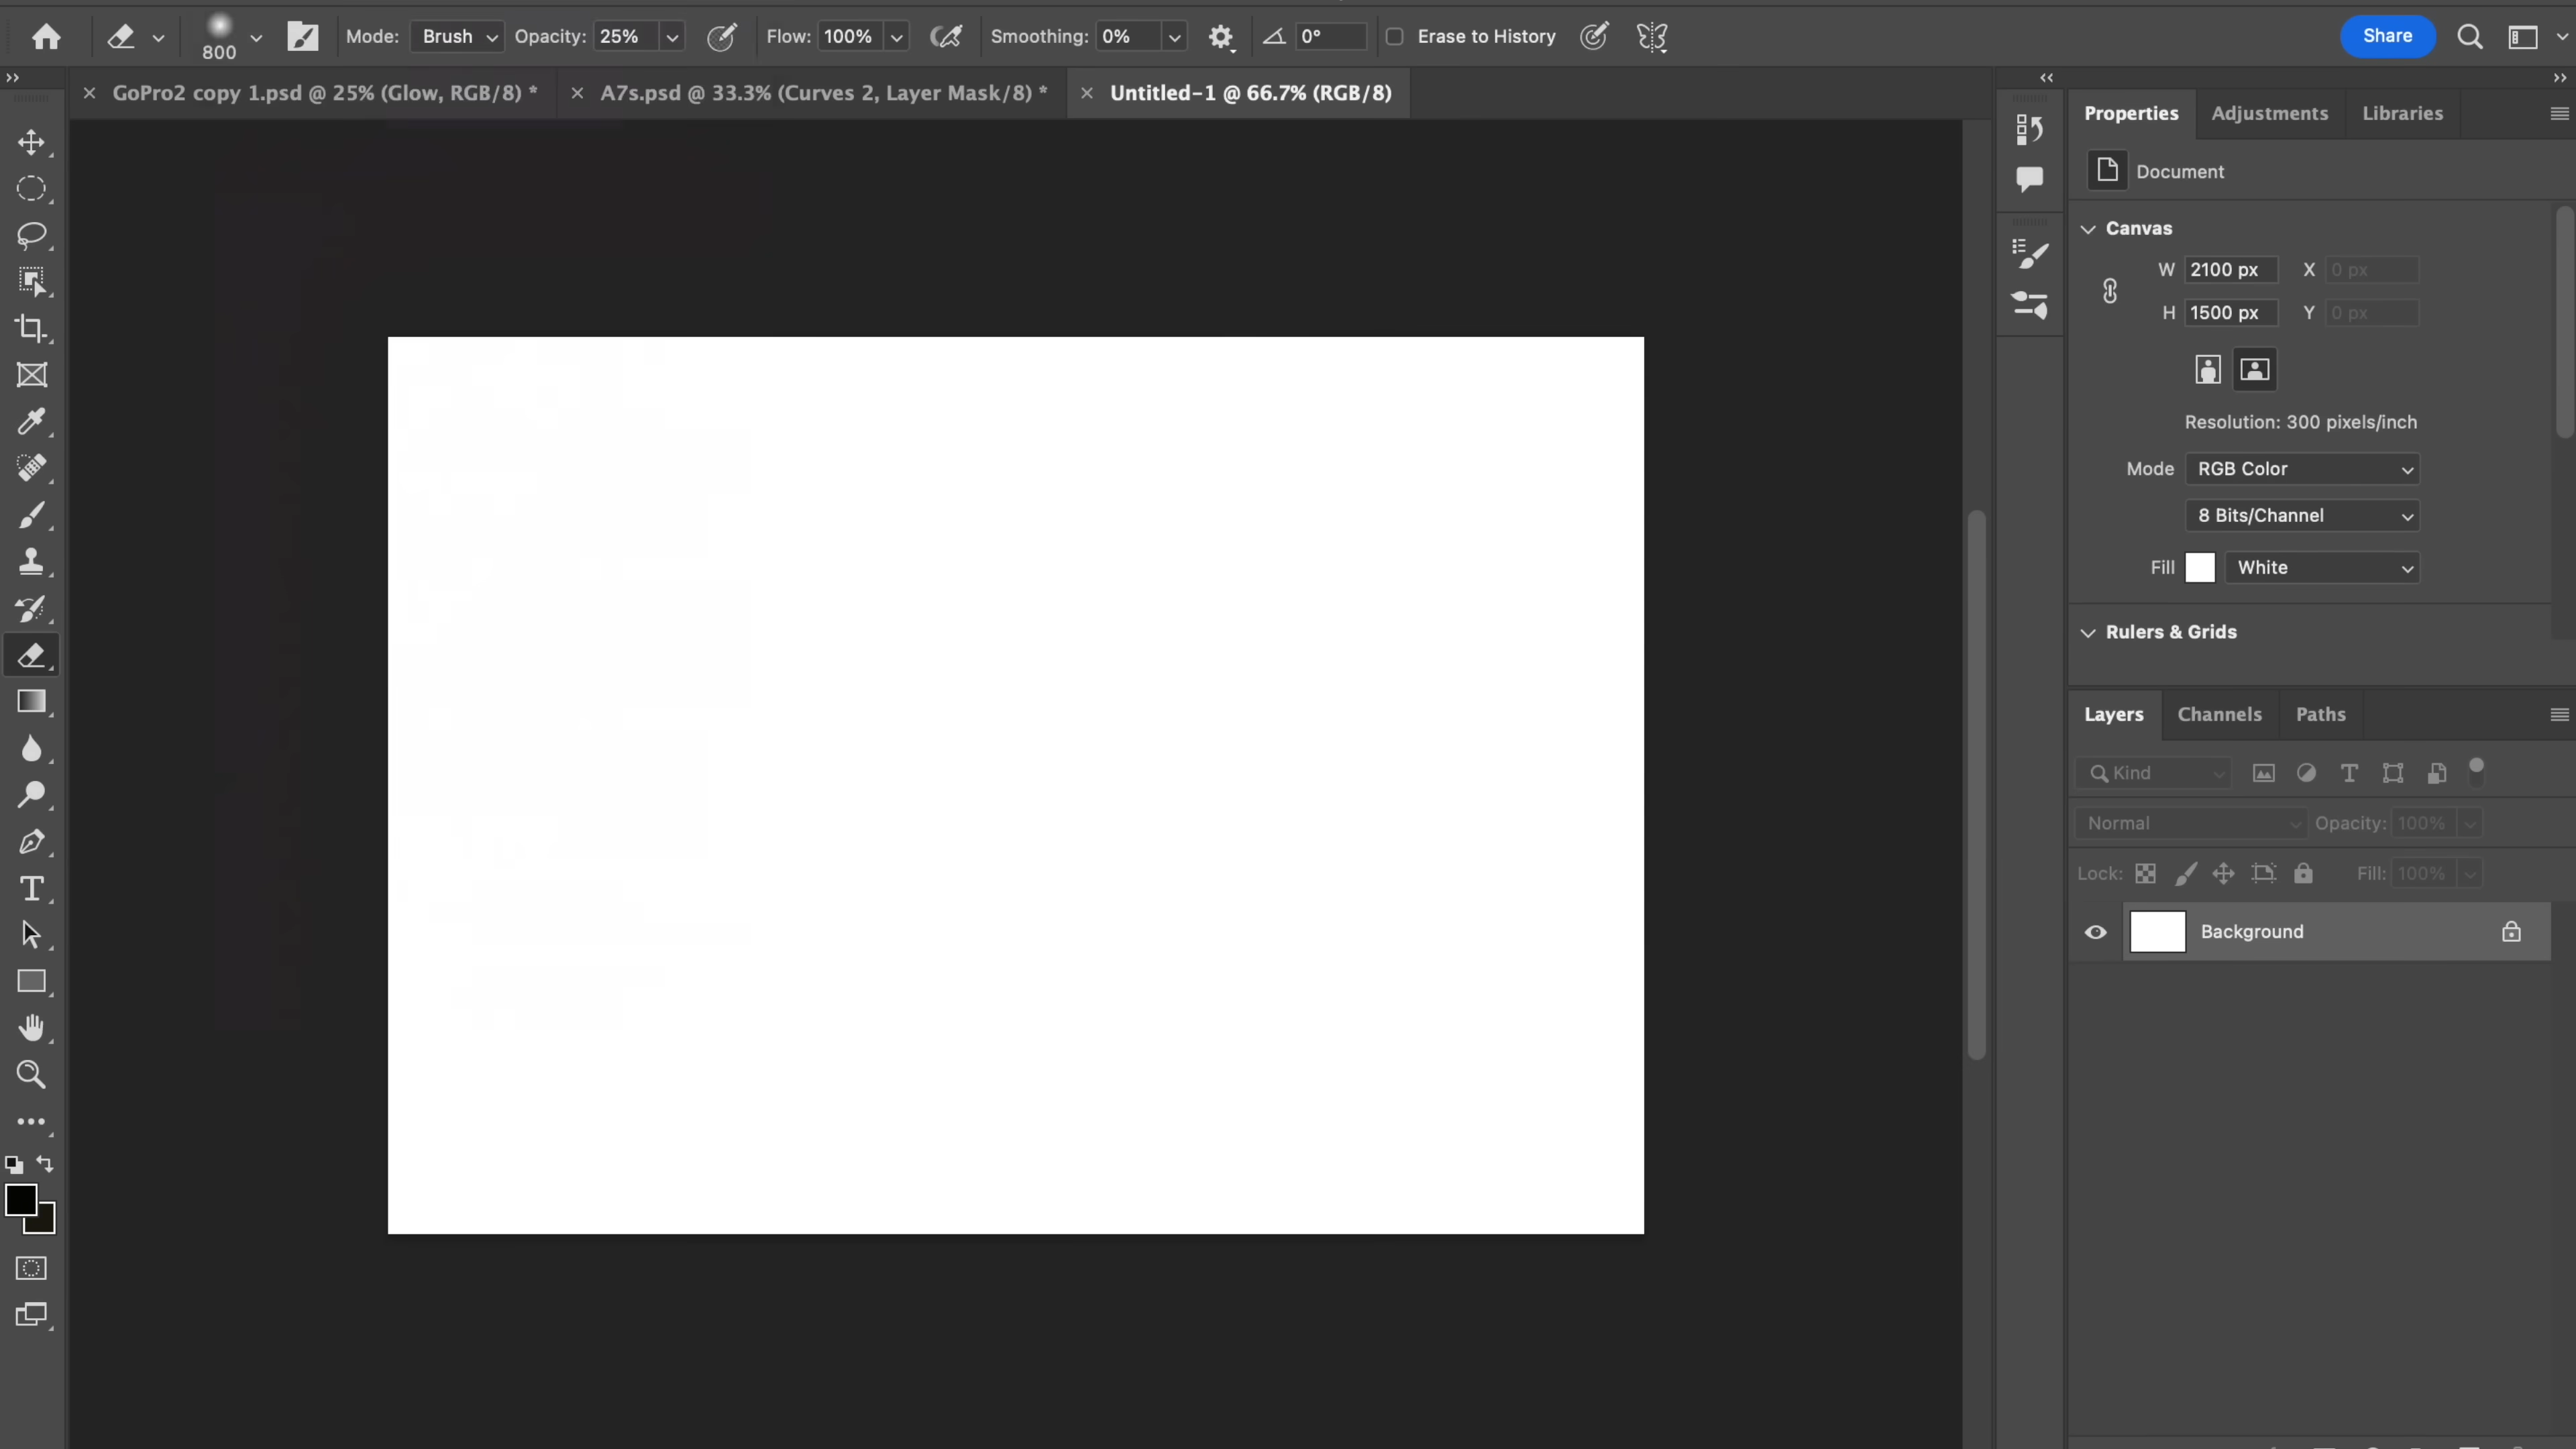 800 Mode: Brush Opacity: 25% Flow: 100% Smoothing: 0% 0° Erase to History Share
GoPro2 copy 1.psd @ 25% (Glow, RGB/8) * A7s.psd @ 33.3% (Curves 2, Layer Mask/8) * Untitled-1 @ 66.7% (RGB/8)
Properties Adjustments Libraries
Document
Canvas
W 2100 px X 0 px
H 1500 px Y 0 px
Resolution: 300 pixels/inch
Mode RGB Color
8 Bits/Channel
Fill White
Rulers & Grids
Layers Channels Paths
Kind
Normal Opacity: 100%
Lock: Fill: 100%
Background